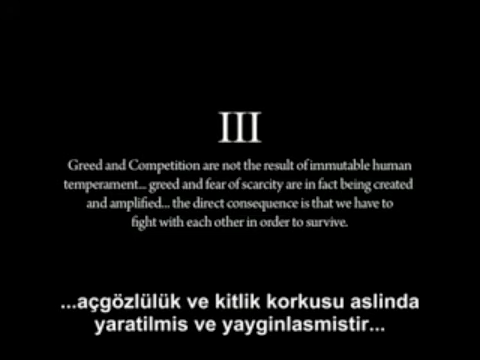 III
Greed and Competition are not the result of immutable human
temperament... greed and fear of scarcity are in fact being created
and amplified... the direct consequence is that we have to
fight with each other in order to survive.
...açgözlülük ve kitlik korkusu aslinda
yaratilmis ve yayginlasmistir...